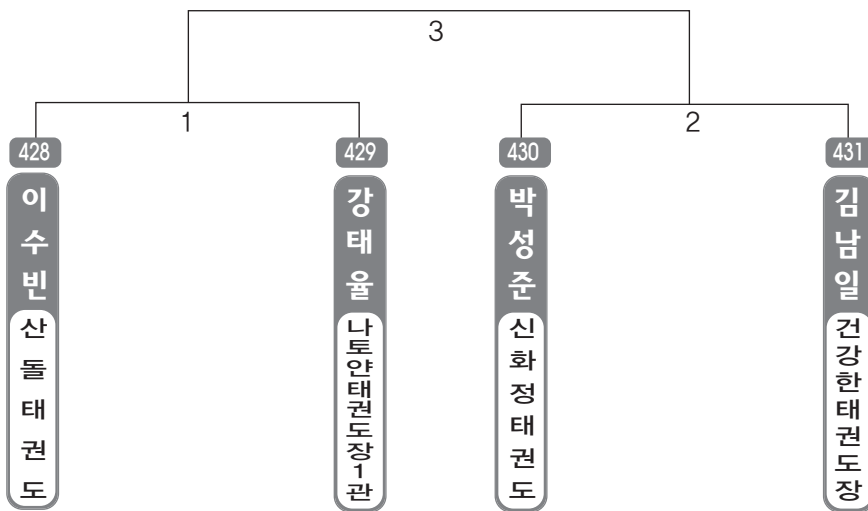 3
1
2
428
이수빈
산돌태권도
429
강태율
나토얀태권도장1관
430
박성준
신화정태권도
431
김남일
건강한태권도장